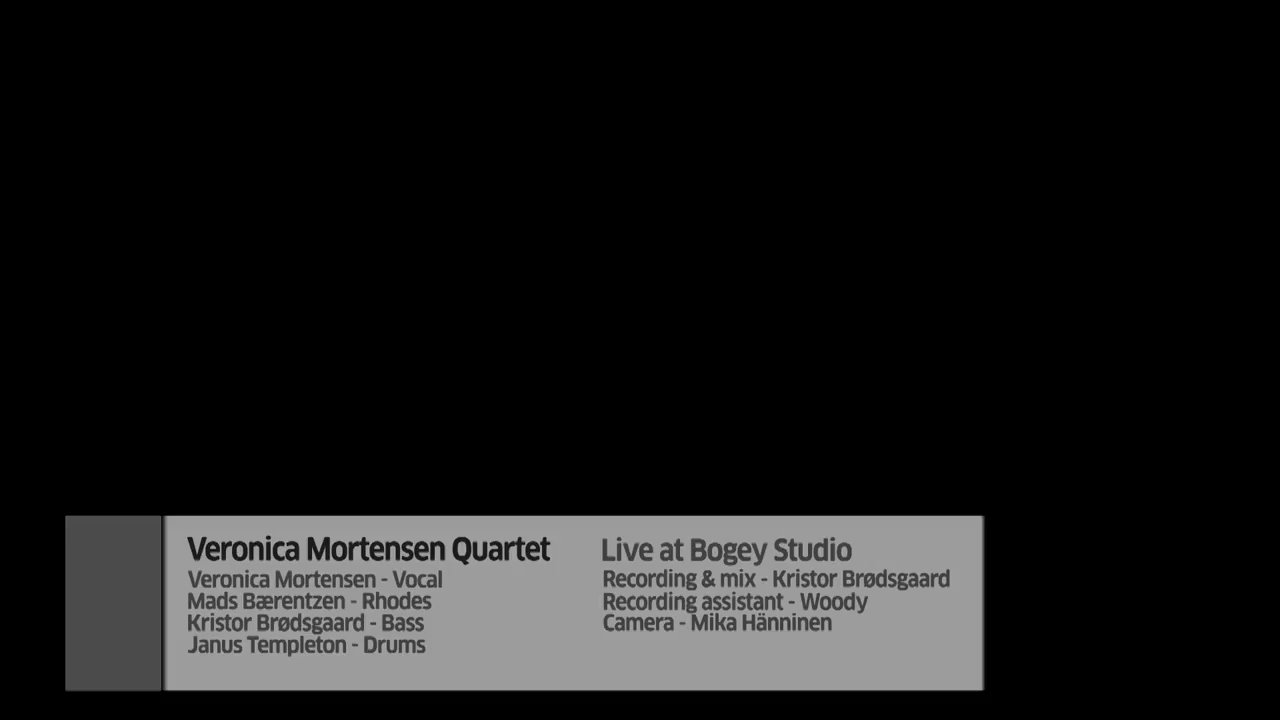 Veronica Mortensen Quartet
Veronica Mortensen - Vocal
Mads Bærentzen - Rhodes
Kristor Brødsgaard - Bass
Janus Templeton - Drums
Live at Bogey Studio
Recording & mix - Kristor Brødsgaard
Recording assistant - Woody
Camera - Mika Hänninen